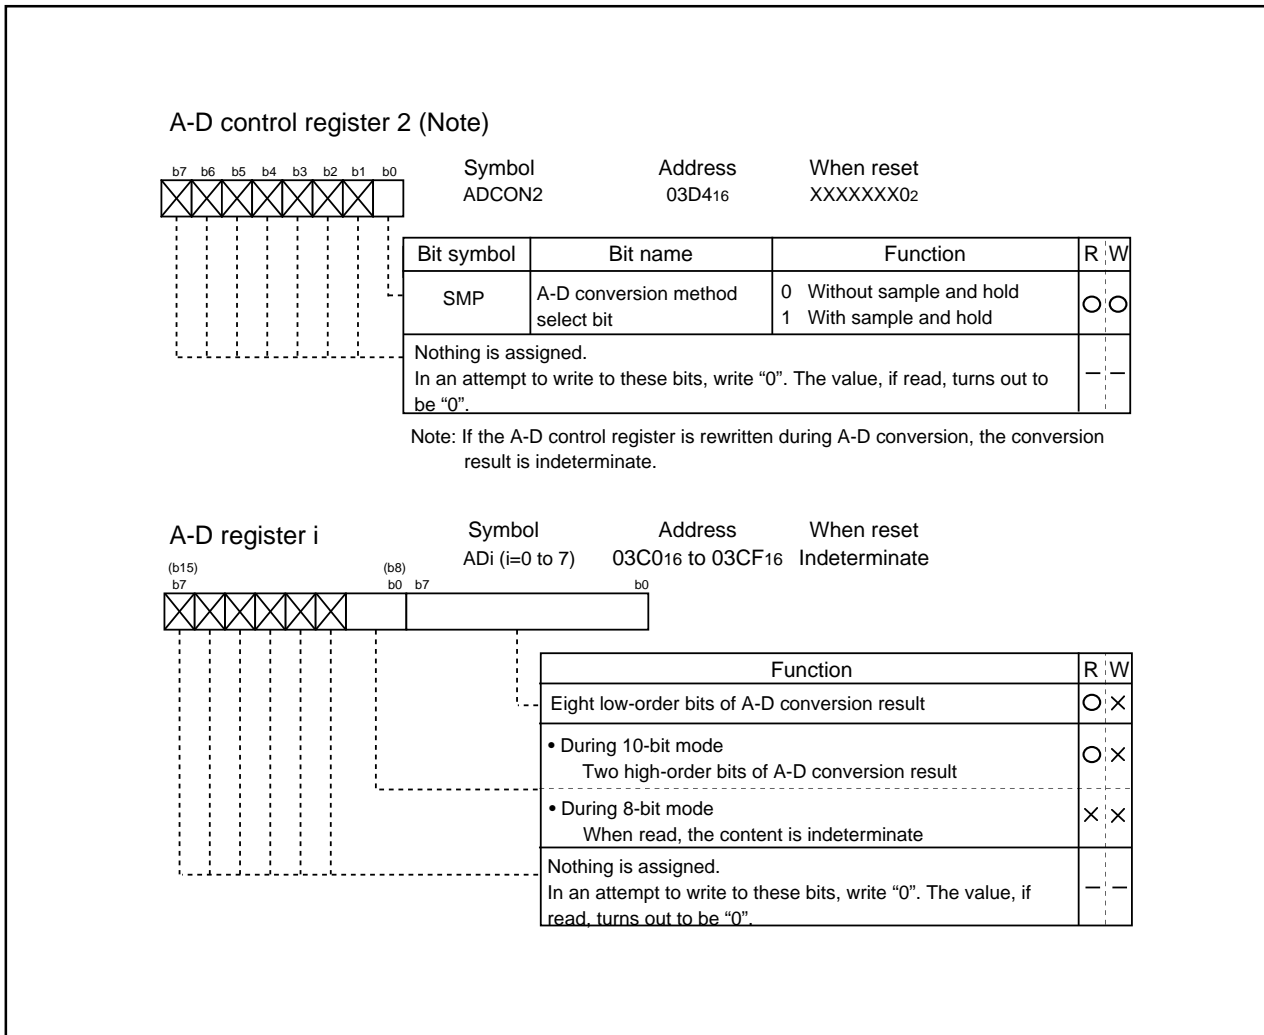 A-D control register 2 (Note)
b7 b6 b5 b4 b3 b2 b1 b0
Symbol Address When reset
ADCON2 03D416 XXXXXXX02
Bit symbol Bit name Function R W
SMP A-D conversion method select bit
0 Without sample and hold
1 With sample and hold
Nothing is assigned.
In an attempt to write to these bits, write “0”. The value, if read, turns out to
be “0”.
Note: If the A-D control register is rewritten during A-D conversion, the conversion
result is indeterminate.
A-D register i
Symbol Address When reset
ADi (i=0 to 7) 03C016 to 03CF16 Indeterminate
(b15) (b8)
b7 b0 b7 b0
Function R W
Eight low-order bits of A-D conversion result
• During 10-bit mode
Two high-order bits of A-D conversion result
• During 8-bit mode
When read, the content is indeterminate
Nothing is assigned.
In an attempt to write to these bits, write “0”. The value, if
read, turns out to be “0”.